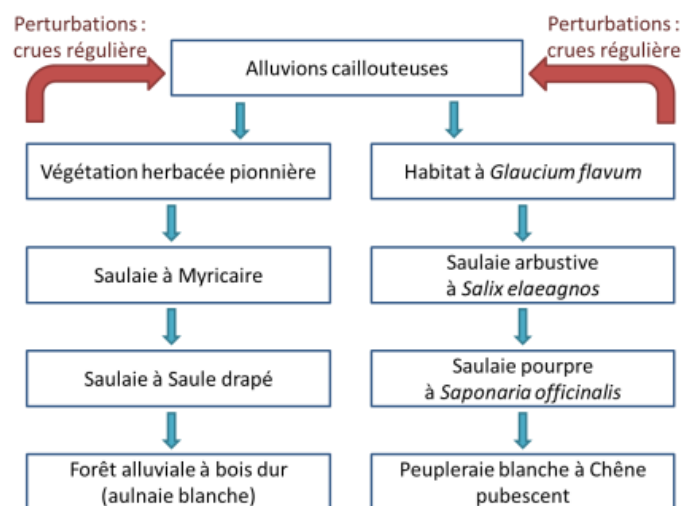 Perturbations :
crues régulière
Perturbations :
crues régulière
Alluvions caillouteuses
Végétation herbacée pionnière
Habitat à Glaucium flavum
Saulaie à Myricaire
Saulaie arbustive
à Salix elaeagnos
Saulaie à Saule drapé
Saulaie pourpre
à Saponaria officinalis
Forêt alluviale à bois dur
(aulnaie blanche)
Peupleraie blanche à Chêne
pubescent